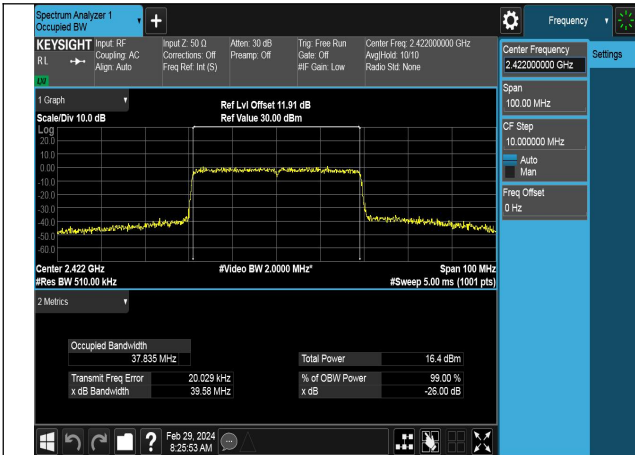 Spectrum Analyzer 1
Occupied BW
+
Frequency
KEYSIGHT
RL
LXI
Input: RF
Coupling: AC
Align: Auto
Input Z: 50 Ω
Corrections: Off
Freq Ref: Int (S)
Atten: 30 dB
Preamp: Off
Trig: Free Run
Gate: Off
#IF Gain: Low
Center Freq: 2.422000000 GHz
Avg|Hold: 10/10
Radio Std: None
Center Frequency
2.422000000 GHz
Settings
Span
100.00 MHz
CF Step
10.000000 MHz
Auto
Man
Freq Offset
0 Hz
1 Graph
Scale/Div 10.0 dB
Ref Lvl Offset 11.91 dB
Ref Value 30.00 dBm
Log
20.0
10.0
0.00
-10.0
-20.0
-30.0
-40.0
-50.0
-60.0
Center 2.422 GHz
#Video BW 2.0000 MHz*
Span 100 MHz
#Res BW 510.00 kHz
#Sweep 5.00 ms (1001 pts)
2 Metrics
Occupied Bandwidth
37.835 MHz
Total Power 16.4 dBm
Transmit Freq Error 20.029 kHz
% of OBW Power 99.00 %
x dB Bandwidth 39.58 MHz
x dB -26.00 dB
?
Feb 29, 2024
8:25:53 AM